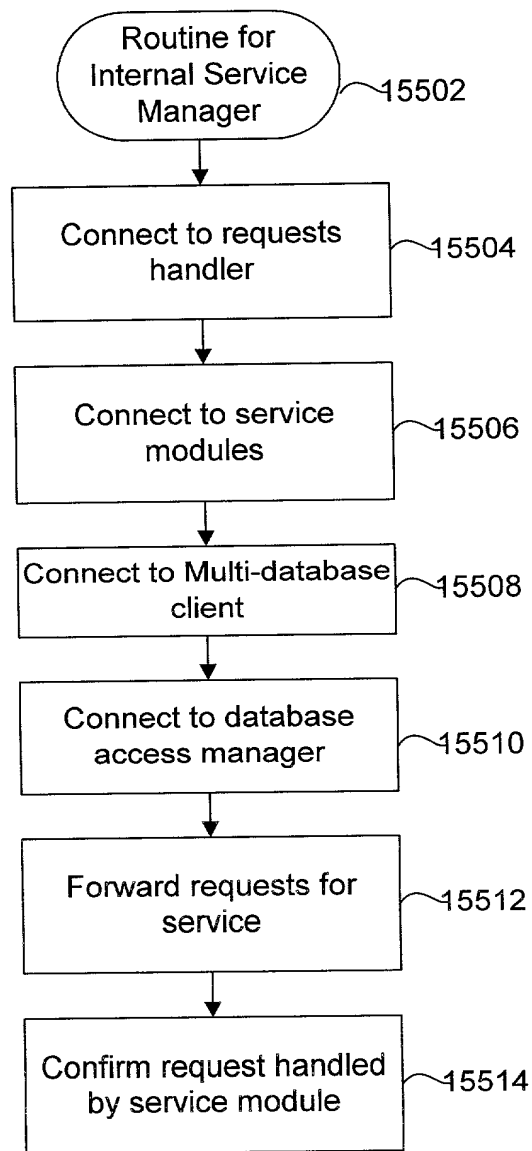 Routine for
Internal Service
Manager
15502
Connect to requests
handler
15504
Connect to service
modules
15506
Connect to Multi-database
client
15508
Connect to database
access manager
15510
Forward requests for
service
15512
Confirm request handled
by service module
15514